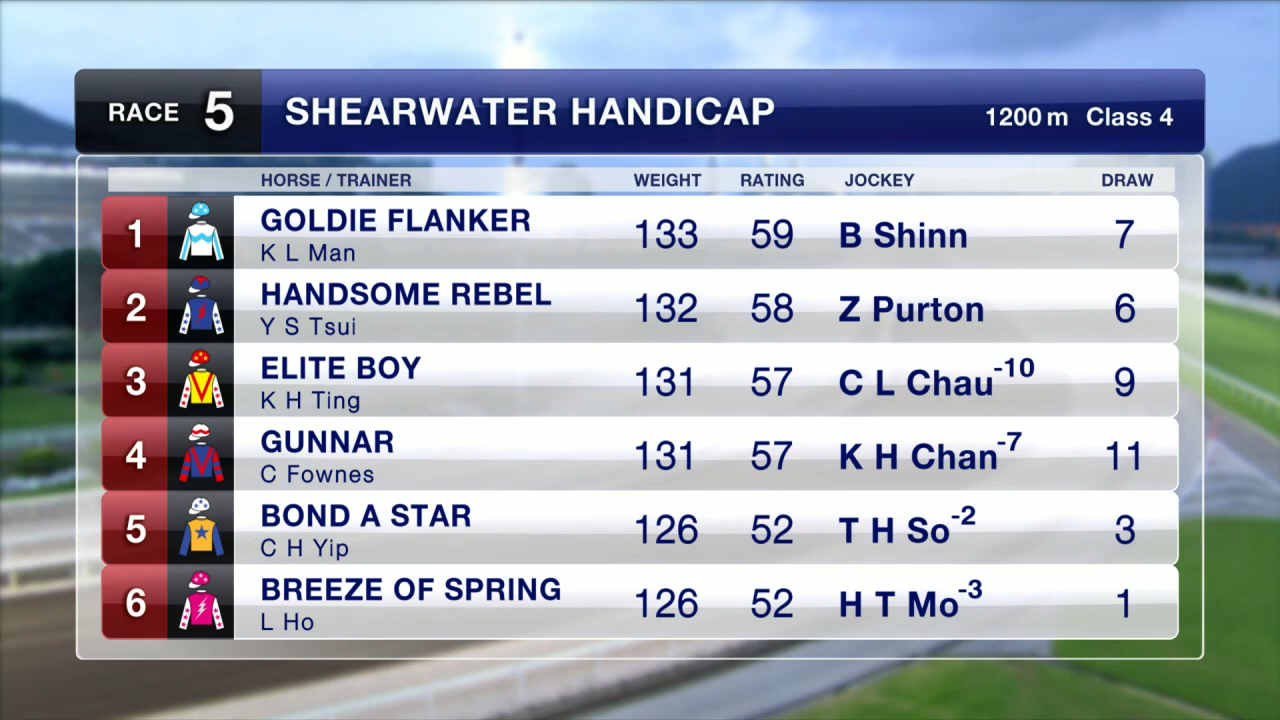 RACE 5 SHEARWATER HANDICAP 1200 m Class 4
HORSE / TRAINER WEIGHT RATING JOCKEY DRAW
1 GOLDIE FLANKER 133 59 B Shinn 7
K L Man
2 HANDSOME REBEL 132 58 Z Purton 6
Y S Tsui
3 ELITE BOY 131 57 C L Chau-10 9
K H Ting
4 GUNNAR 131 57 K H Chan-7 11
C Fownes
5 BOND A STAR 126 52 T H So-2 3
C H Yip
6 BREEZE OF SPRING 126 52 H T Mo-3 1
L Ho